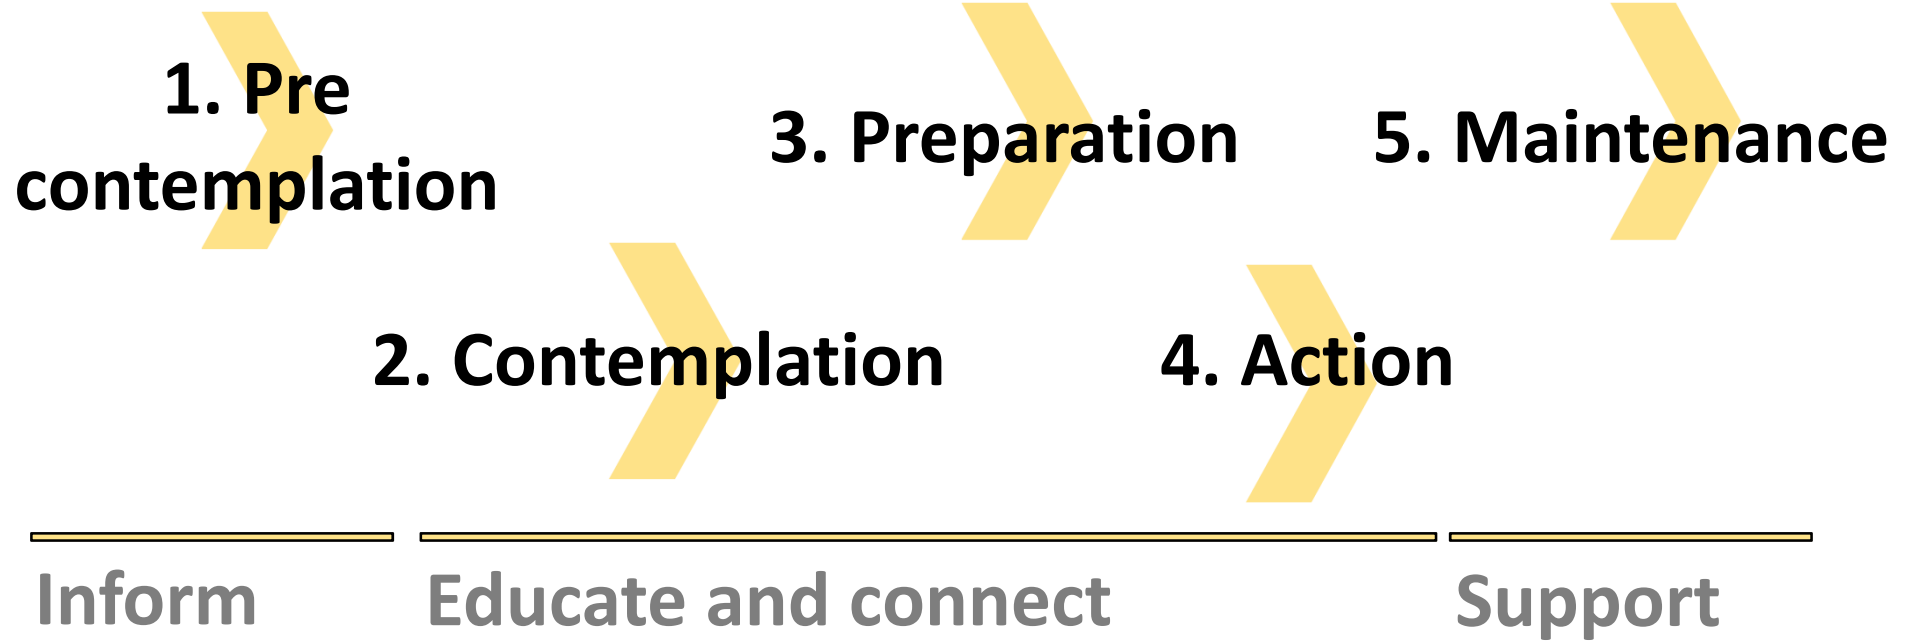 1. Pre
contemplation
2. Contemplation
3. Preparation
4. Action
5. Maintenance
Inform
Educate and connect
Support